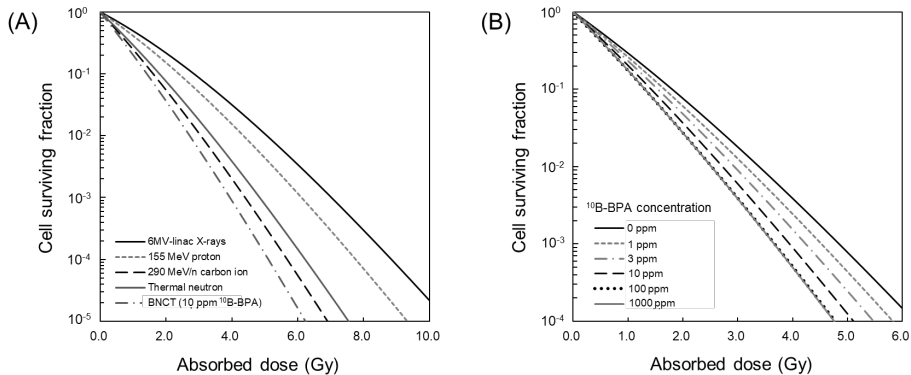 (A)
10⁰
10⁻¹
10⁻²
10⁻³
10⁻⁴
10⁻⁵
Cell surviving fraction
6MV-linac X-rays
155 MeV proton
290 MeV/n carbon ion
Thermal neutron
BNCT (10 ppm ¹⁰B-BPA)
0.0 2.0 4.0 6.0 8.0 10.0
Absorbed dose (Gy)
(B)
10⁰
10⁻¹
10⁻²
10⁻³
10⁻⁴
Cell surviving fraction
¹⁰B-BPA concentration
0 ppm
1 ppm
3 ppm
10 ppm
100 ppm
1000 ppm
0.0 1.0 2.0 3.0 4.0 5.0 6.0
Absorbed dose (Gy)